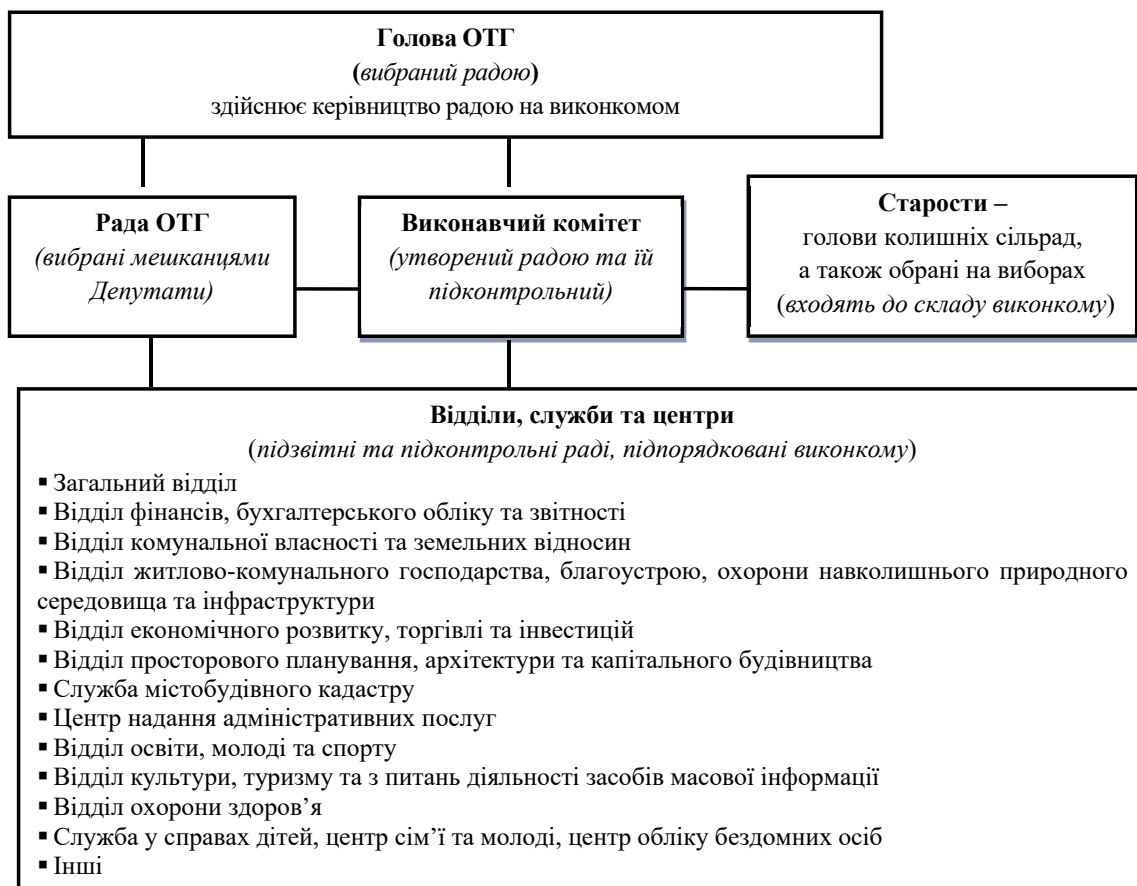 Голова ОТГ
(вибраний радою)
здійснює керівництво радою на виконкомом
Рада ОТГ
(вибрані мешканцями
Депутати)
Виконавчий комітет
(утворений радою та їй
підконтрольний)
Старости –
голови колишніх сільрад,
а також обрані на виборах
(входять до складу виконкому)
Відділи, служби та центри
(підзвітні та підконтрольні раді, підпорядковані виконкому)
▪ Загальний відділ
▪ Відділ фінансів, бухгалтерського обліку та звітності
▪ Відділ комунальної власності та земельних відносин
▪ Відділ житлово-комунального господарства, благоустрою, охорони навколишнього природного
середовища та інфраструктури
▪ Відділ економічного розвитку, торгівлі та інвестицій
▪ Відділ просторового планування, архітектури та капітального будівництва
▪ Служба містобудівного кадастру
▪ Центр надання адміністративних послуг
▪ Відділ освіти, молоді та спорту
▪ Відділ культури, туризму та з питань діяльності засобів масової інформації
▪ Відділ охорони здоров’я
▪ Служба у справах дітей, центр сім’ї та молоді, центр обліку бездомних осіб
▪ Інші